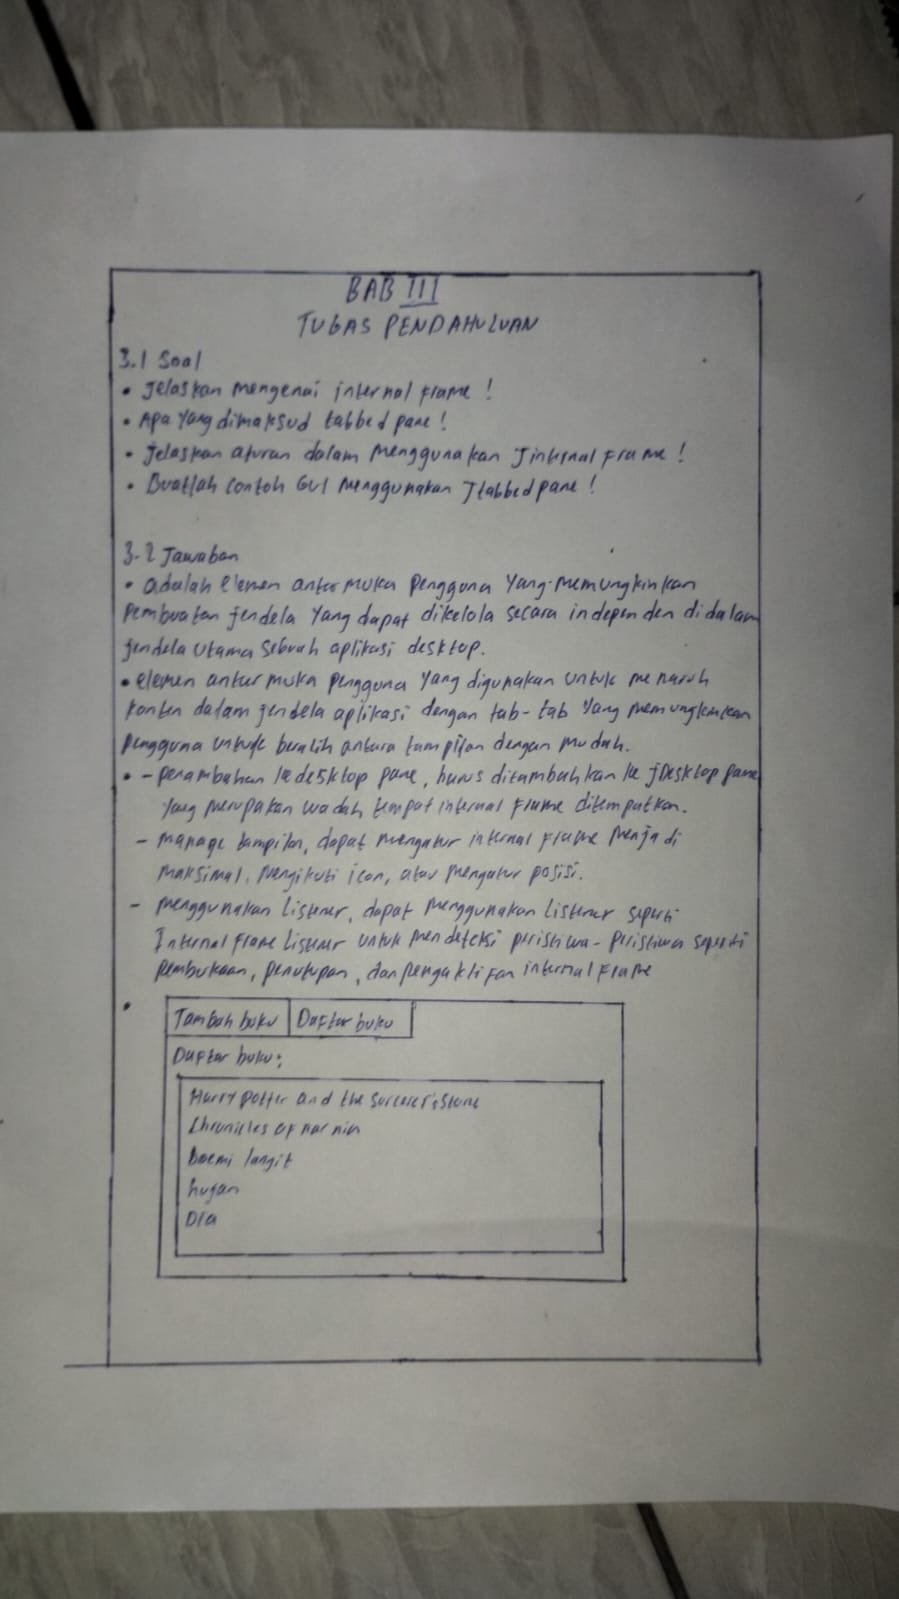 BAB III
TUGAS PENDAHULUAN
3.1 Soal
• Jelaskan mengenai internal frame !
• Apa yang dimaksud tabbed pane !
• Jelaskan aturan dalam menggunakan Jinternal frame !
• Buatlah contoh GUI menggunakan Jtabbed pane !
3.2 Jawaban
• adalah elemen antar muka pengguna yang memungkinkan
pembuatan jendela yang dapat dikelola secara independen didalam
jendela utama sebuah aplikasi desktop.
• elemen antar muka pengguna yang digunakan untuk menaruh
konten dalam jendela aplikasi dengan tab-tab yang memungkinkan
pengguna untuk beralih antara tampilan dengan mudah.
• - penambahan ke desktop pane, harus ditambahkan ke jDesktop pane
yang merupakan wadah tempat internal frame ditempatkan.
- manage tampilan, dapat mengatur internal frame menjadi
maksimal, mengikuti icon, atau mengatur posisi.
- menggunakan listener, dapat menggunakan listener seperti
Internal frame listener untuk mendeteksi peristiwa-peristiwa seperti
pembukaan, penutupan, dan pengaktifan internal frame
•
Tambah buku Daftar buku
Daftar buku:
Harry potter and the sorcerer's stone
Chronicles of narnia
boemi langit
hujan
Dia